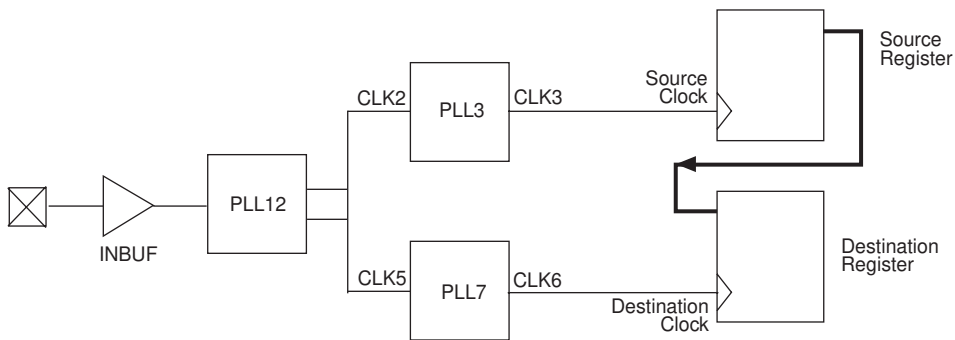 Source
Register
Source
Clock
CLK2
PLL3
CLK3
PLL12
INBUF
Destination
Register
CLK5
PLL7
CLK6
Destination
Clock